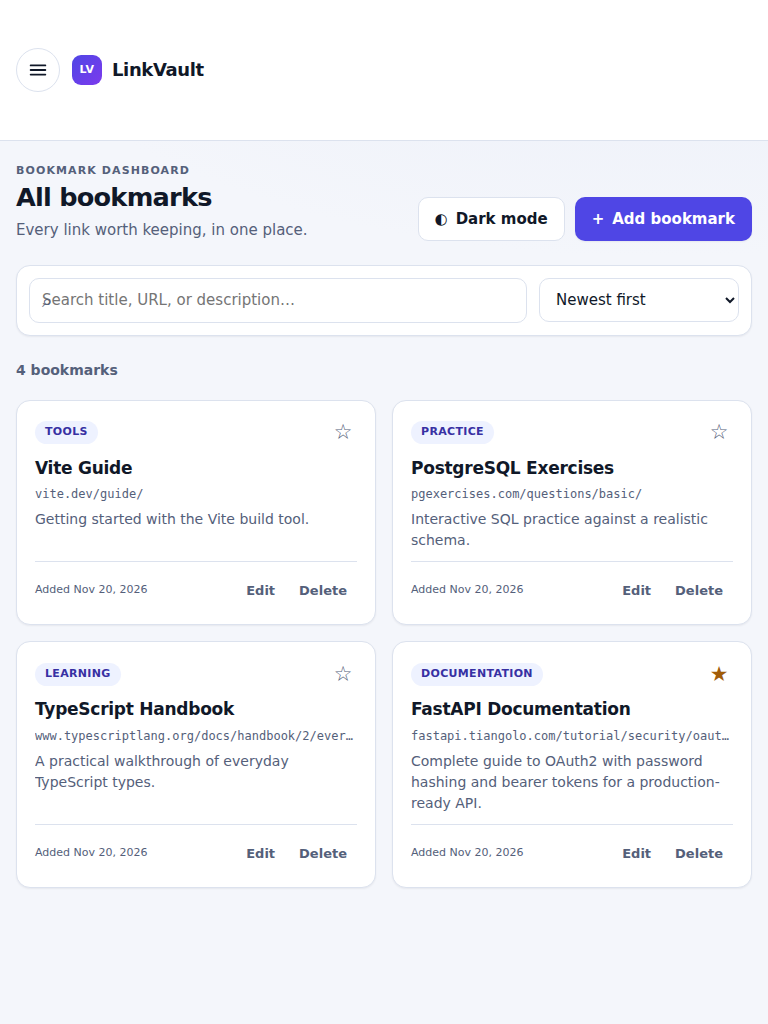 LV LinkVault
BOOKMARK DASHBOARD
All bookmarks
Every link worth keeping, in one place.
◐ Dark mode
+ Add bookmark
Search title, URL, or description…
Newest first
4 bookmarks
TOOLS ☆
Vite Guide
vite.dev/guide/
Getting started with the Vite build tool.
Added Nov 20, 2026 Edit Delete
PRACTICE ☆
PostgreSQL Exercises
pgexercises.com/questions/basic/
Interactive SQL practice against a realistic
schema.
Added Nov 20, 2026 Edit Delete
LEARNING ☆
TypeScript Handbook
www.typescriptlang.org/docs/handbook/2/ever…
A practical walkthrough of everyday
TypeScript types.
Added Nov 20, 2026 Edit Delete
DOCUMENTATION ★
FastAPI Documentation
fastapi.tiangolo.com/tutorial/security/oaut…
Complete guide to OAuth2 with password
hashing and bearer tokens for a production-
ready API.
Added Nov 20, 2026 Edit Delete